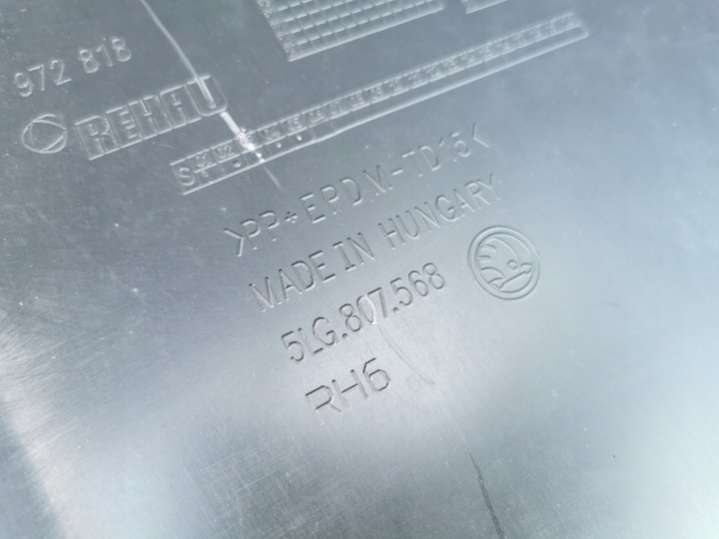 972 818
REHAU
>PP+EPDM-TD15<
MADE IN HUNGARY
5LG.807.568
RH6